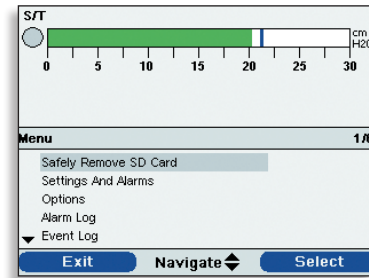 S/T
cm
H20
0 5 10 15 20 25 30
Menu 1/
Safely Remove SD Card
Settings And Alarms
Options
Alarm Log
Event Log
Exit Navigate Select